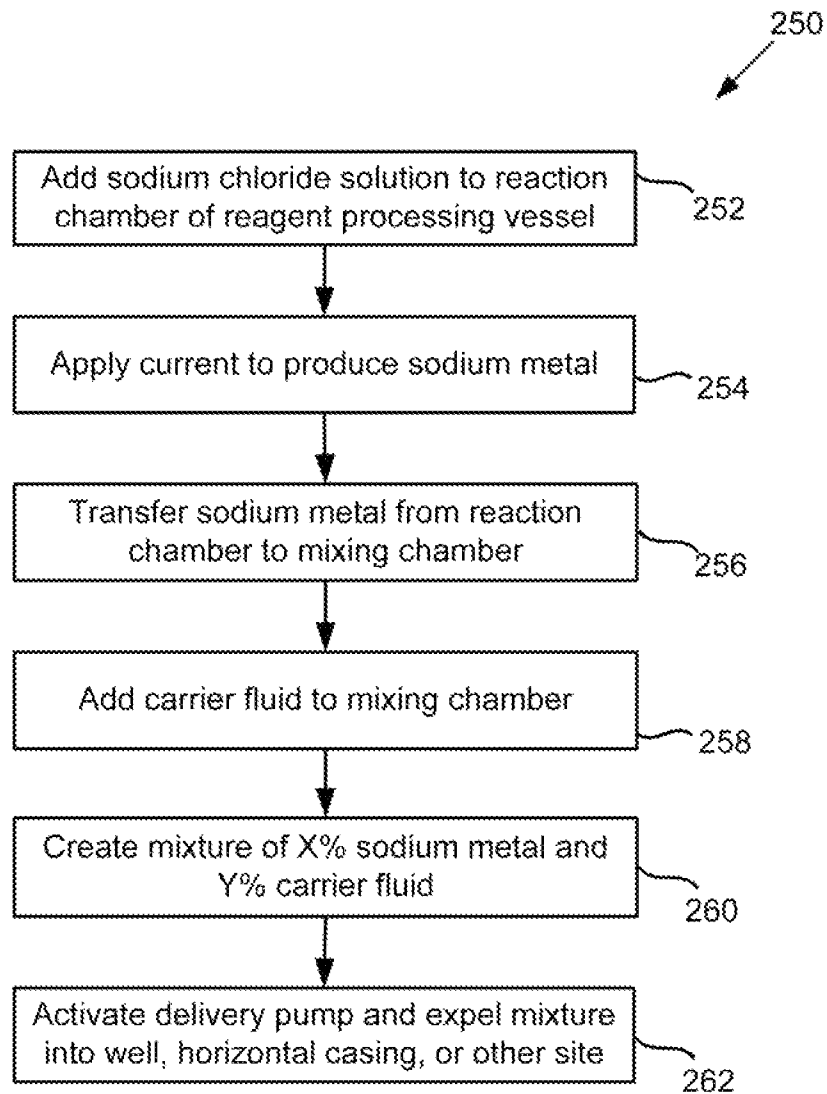 250
Add sodium chloride solution to reaction
chamber of reagent processing vessel
252
Apply current to produce sodium metal
254
Transfer sodium metal from reaction
chamber to mixing chamber
256
Add carrier fluid to mixing chamber
258
Create mixture of X% sodium metal and
Y% carrier fluid
260
Activate delivery pump and expel mixture
into well, horizontal casing, or other site
262